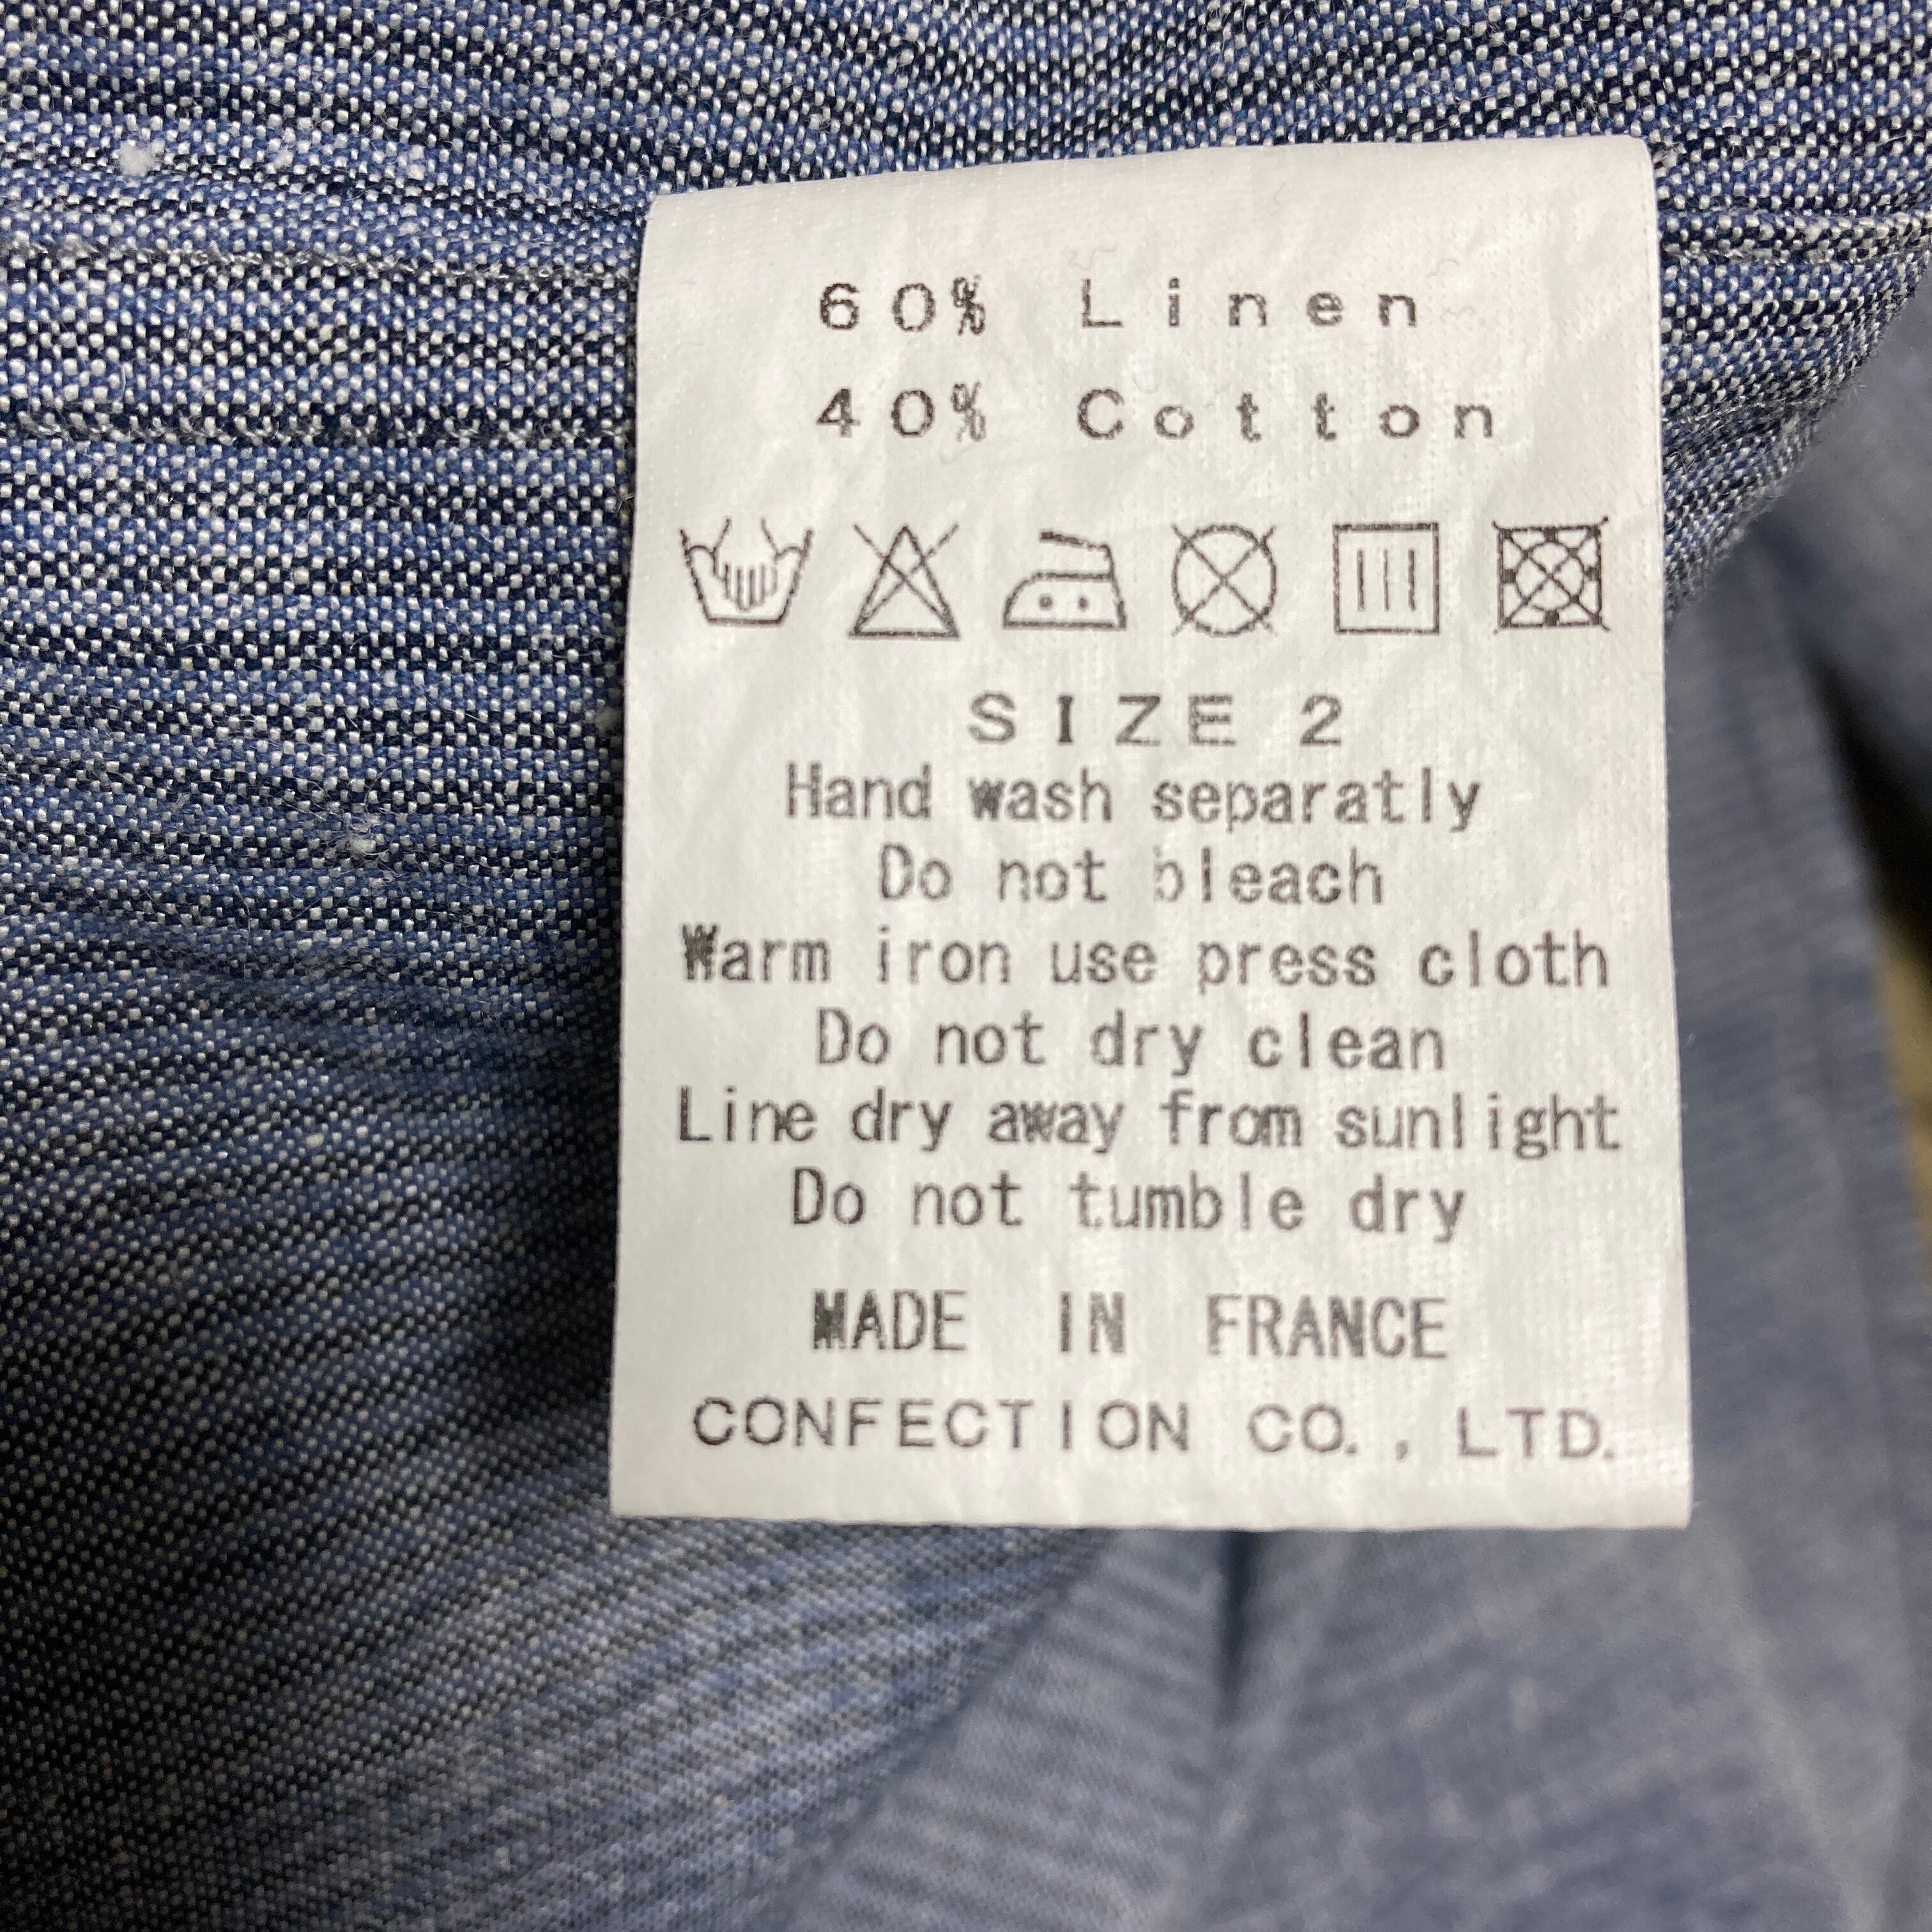 60% Linen
40% Cotton
SIZE 2
Hand wash separatly
Do not bleach
Warm iron use press cloth
Do not dry clean
Line dry away from sunlight
Do not tumble dry
MADE IN FRANCE
CONFECTION CO., LTD.